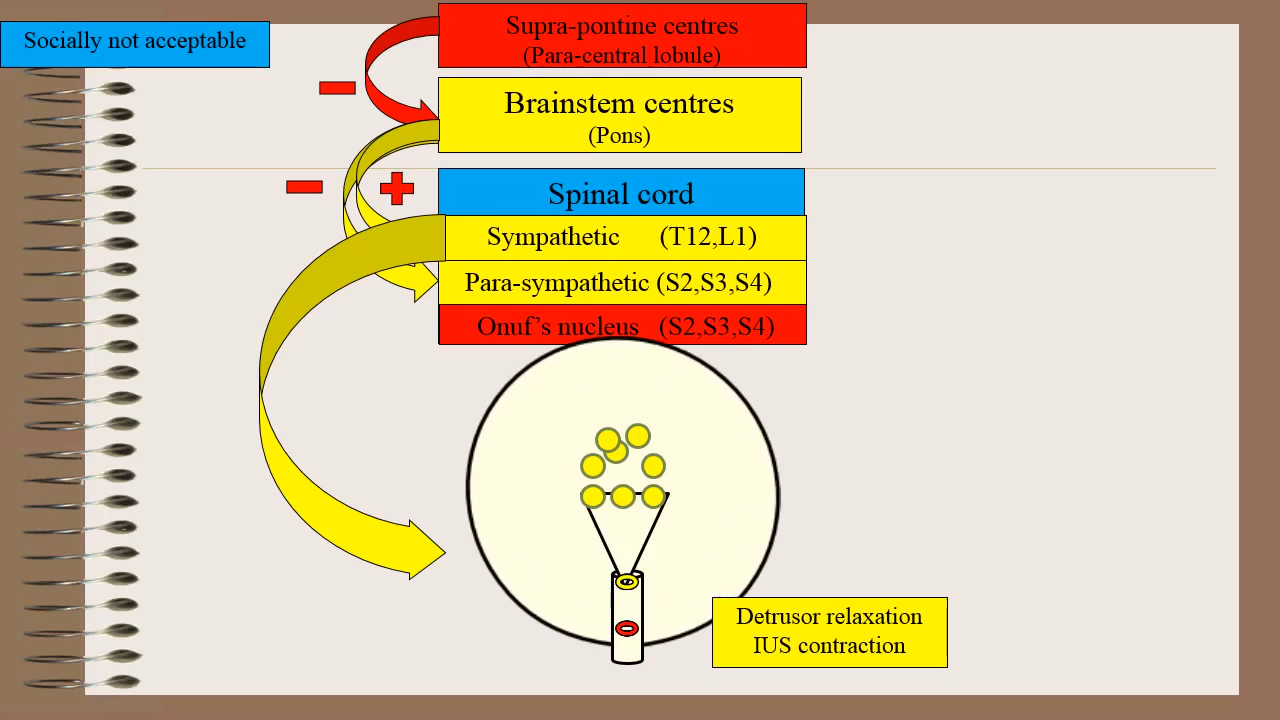 Socially not acceptable
Supra-pontine centres
(Para-central lobule)
Brainstem centres
(Pons)
Spinal cord
Sympathetic (T12,L1)
Para-sympathetic (S2,S3,S4)
Onuf’s nucleus (S2,S3,S4)
Detrusor relaxation
IUS contraction